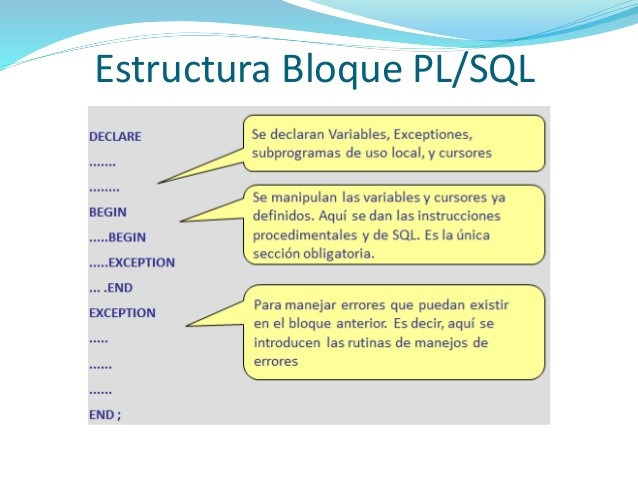 Estructura Bloque PL/SQL
DECLARE
.......
........
BEGIN
.....BEGIN
.....EXCEPTION
... .END
EXCEPTION
.....
......
......
END ;
Se declaran Variables, Exceptiones,
subprogramas de uso local, y cursores
Se manipulan las variables y cursores ya
definidos. Aquí se dan las instrucciones
procedimentales y de SQL. Es la única
sección obligatoria.
Para manejar errores que puedan existir
en el bloque anterior. Es decir, aquí se
introducen las rutinas de manejos de
errores